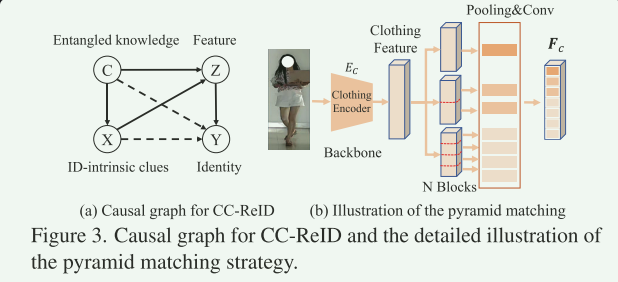 Entangled knowledge Feature
C Z
X Y
ID-intrinsic clues Identity
(a) Causal graph for CC-ReID
Pooling&Conv
Clothing
Feature
E_C
F_c
Clothing
Encoder
Backbone
N Blocks
(b) Illustration of the pyramid matching
Figure 3. Causal graph for CC-ReID and the detailed illustration of
the pyramid matching strategy.